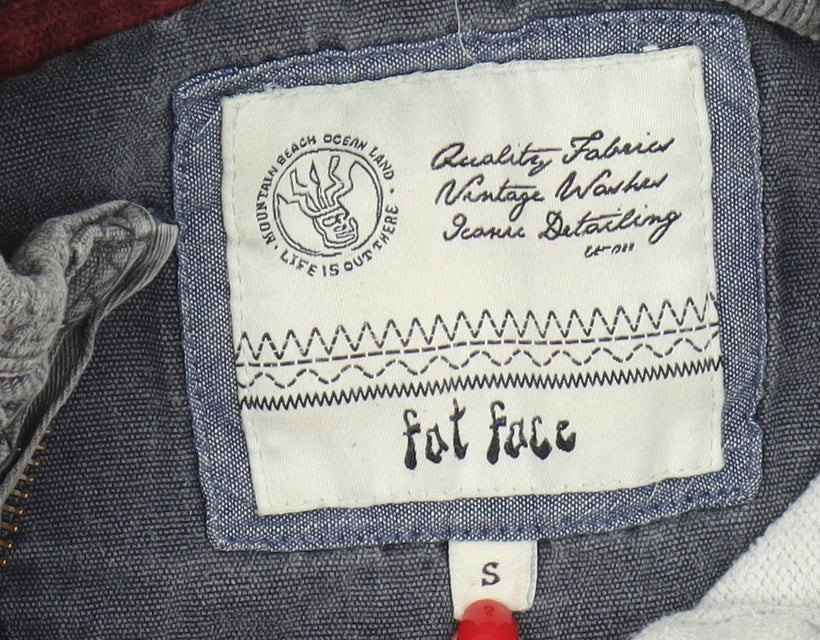 MOUNTAIN BEACH OCEAN LAND
• LIFE IS OUT THERE •
Quality Fabrics
Vintage Washes
Iconic Detailing
fat face
S